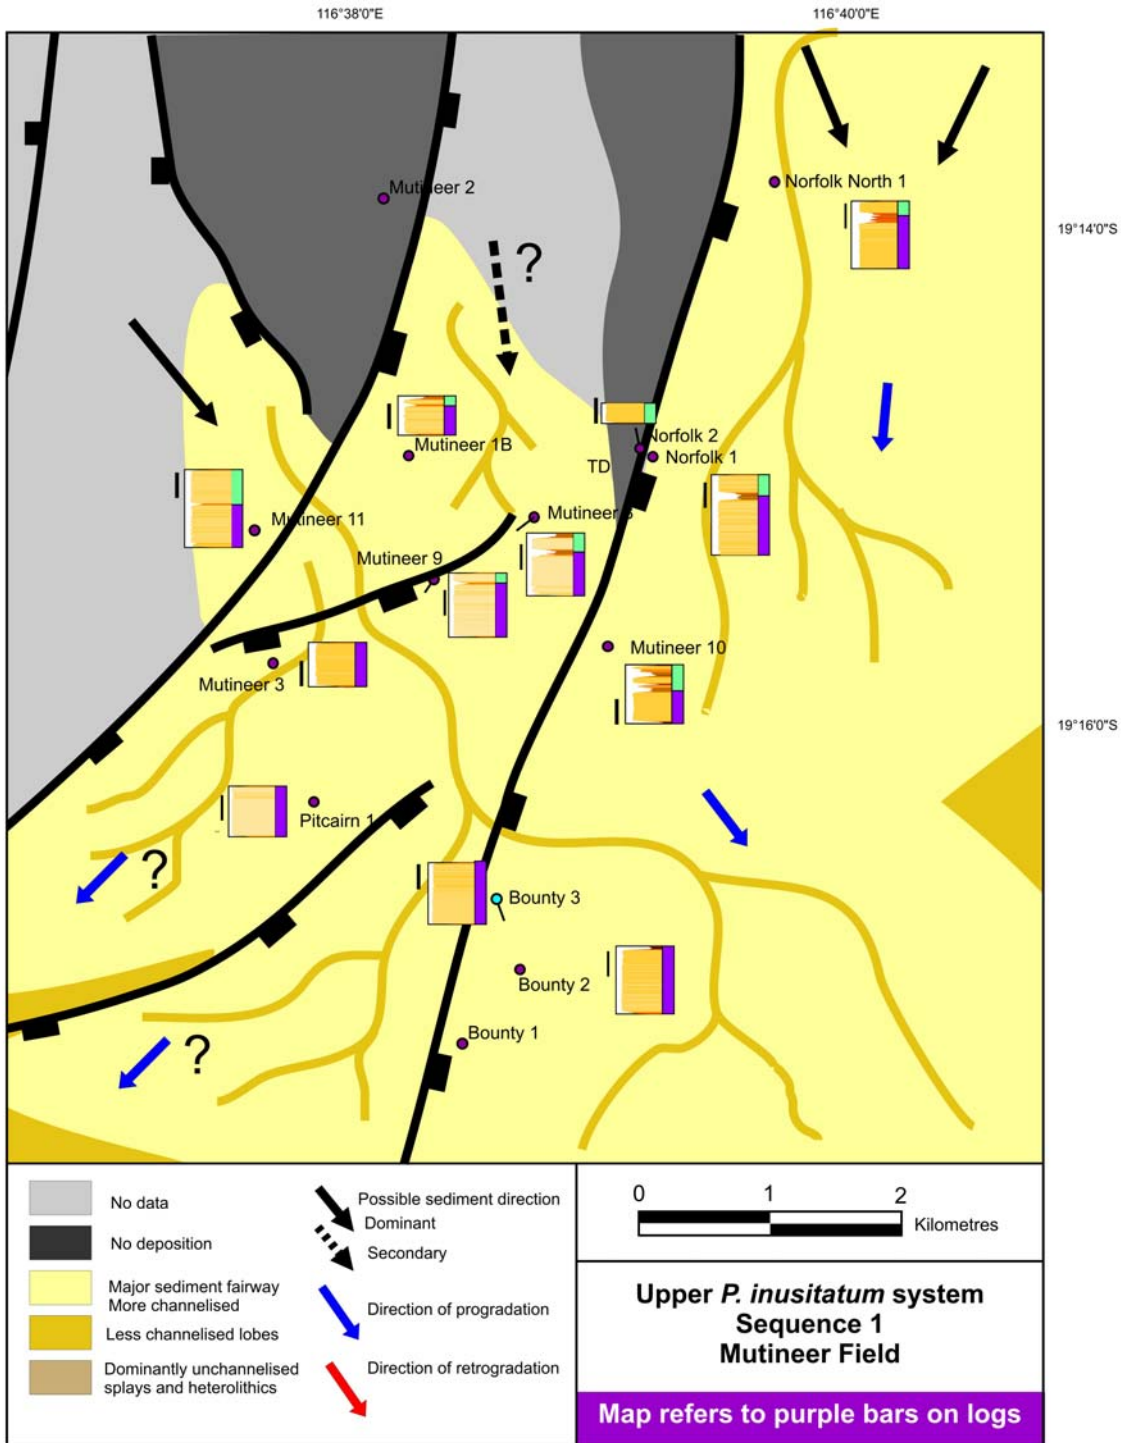 116°38'0"E
116°40'0"E
Mutineer 2
Norfolk North 1
?
19°14'0"S
Mutineer 1B
Norfolk 2
TD
Norfolk 1
Mutineer 11
Mutineer
Mutineer 9
Mutineer 10
Mutineer 3
19°16'0"S
Pitcairn 1
?
Bounty 3
Bounty 2
Bounty 1
?
No data
No deposition
Major sediment fairway
More channelised
Less channelised lobes
Dominantly unchannelised
splays and heterolithics
Possible sediment direction
Dominant
Secondary
Direction of progradation
Direction of retrogradation
0 1 2
Kilometres
Upper P. inusitatum system
Sequence 1
Mutineer Field
Map refers to purple bars on logs